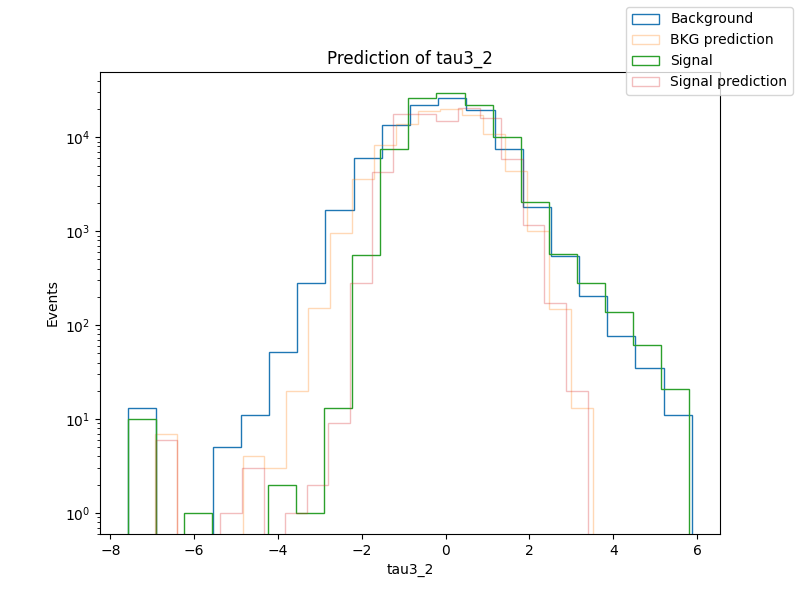 Prediction of tau3_2
Background
BKG prediction
Signal
Signal prediction
Events
10⁴
10³
10²
10¹
10⁰
−8 −6 −4 −2 0 2 4 6
tau3_2